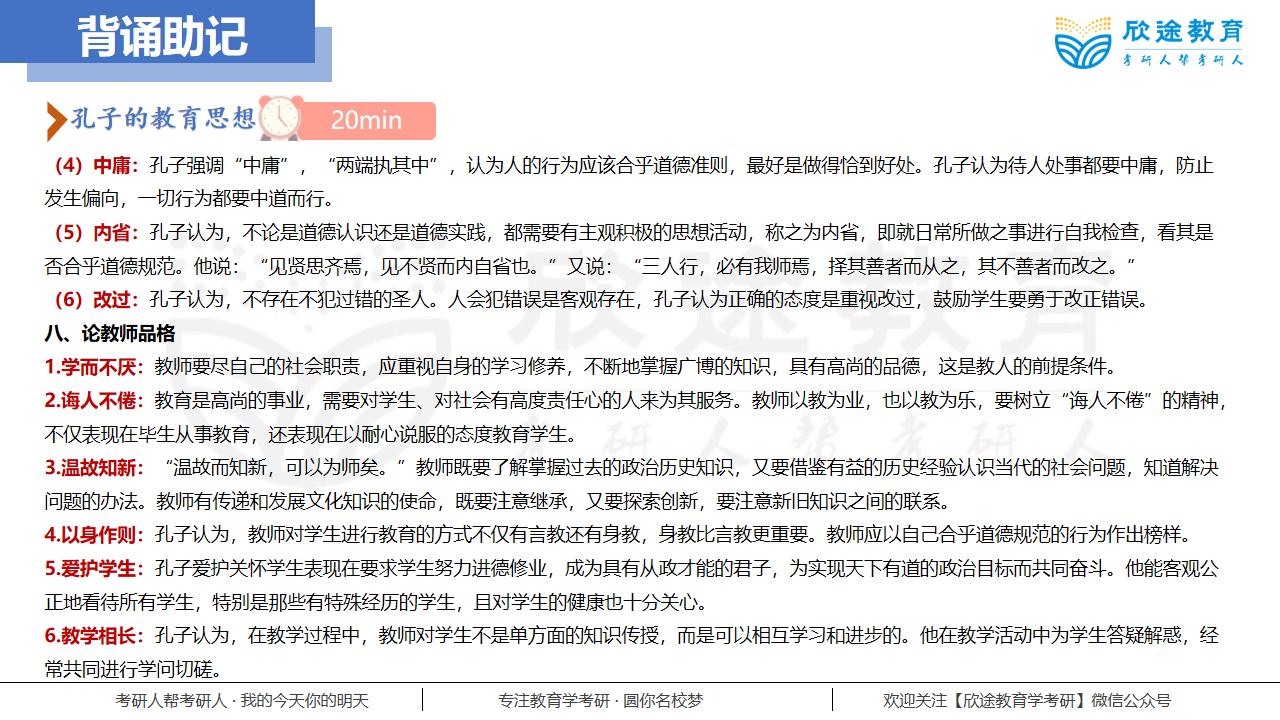 背诵助记
欣途教育
考研人帮考研人
孔子的教育思想
20min
（4）中庸：孔子强调“中庸”，“两端执其中”，认为人的行为应该合乎道德准则，最好是做得恰到好处。孔子认为待人处事都要中庸，防止
发生偏向，一切行为都要中道而行。
（5）内省：孔子认为，不论是道德认识还是道德实践，都需要有主观积极的思想活动，称之为内省，即就日常所做之事进行自我检查，看其是
否合乎道德规范。他说：“见贤思齐焉，见不贤而内自省也。”又说：“三人行，必有我师焉，择其善者而从之，其不善者而改之。”
（6）改过：孔子认为，不存在不犯过错的圣人。人会犯错误是客观存在，孔子认为正确的态度是重视改过，鼓励学生要勇于改正错误。
八、论教师品格
1.学而不厌：教师要尽自己的社会职责，应重视自身的学习修养，不断地掌握广博的知识，具有高尚的品德，这是教人的前提条件。
2.诲人不倦：教育是高尚的事业，需要对学生、对社会有高度责任心的人来为其服务。教师以教为业，也以教为乐，要树立“诲人不倦”的精神，
不仅表现在毕生从事教育，还表现在以耐心说服的态度教育学生。
3.温故知新：“温故而知新，可以为师矣。”教师既要了解掌握过去的政治历史知识，又要借鉴有益的历史经验认识当代的社会问题，知道解决
问题的办法。教师有传递和发展文化知识的使命，既要注意继承，又要探索创新，要注意新旧知识之间的联系。
4.以身作则：孔子认为，教师对学生进行教育的方式不仅有言教还有身教，身教比言教更重要。教师应以自己合乎道德规范的行为作出榜样。
5.爱护学生：孔子爱护关怀学生表现在要求学生努力进德修业，成为具有从政才能的君子，为实现天下有道的政治目标而共同奋斗。他能客观公
正地看待所有学生，特别是那些有特殊经历的学生，且对学生的健康也十分关心。
6.教学相长：孔子认为，在教学过程中，教师对学生不是单方面的知识传授，而是可以相互学习和进步的。他在教学活动中为学生答疑解惑，经
常共同进行学问切磋。
欣途教育
考研人帮考研人
考研人帮考研人 · 我的今天你的明天
专注教育学考研 · 圆你名校梦
欢迎关注【欣途教育学考研】微信公众号